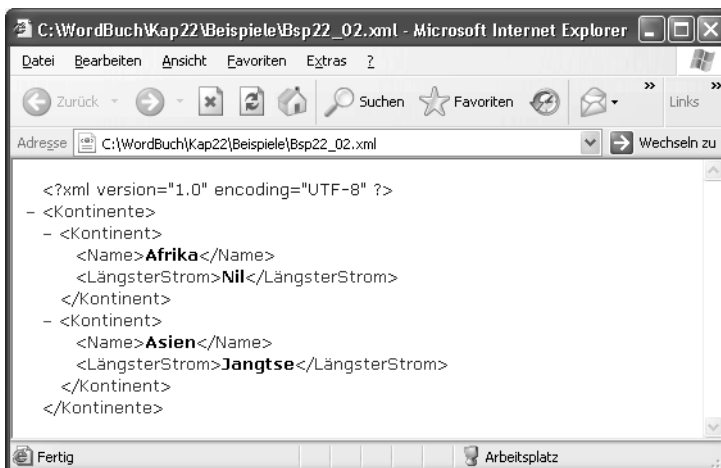 C:\WordBuch\Kap22\Beispiele\Bsp22_02.xml - Microsoft Internet Explorer
Datei Bearbeiten Ansicht Favoriten Extras ?
Zurück Suchen Favoriten » Links »
Adresse C:\WordBuch\Kap22\Beispiele\Bsp22_02.xml Wechseln zu
<?xml version="1.0" encoding="UTF-8" ?>
- <Kontinente>
- <Kontinent>
<Name>Afrika</Name>
<LängsterStrom>Nil</LängsterStrom>
</Kontinent>
- <Kontinent>
<Name>Asien</Name>
<LängsterStrom>Jangtse</LängsterStrom>
</Kontinent>
</Kontinente>
Fertig Arbeitsplatz